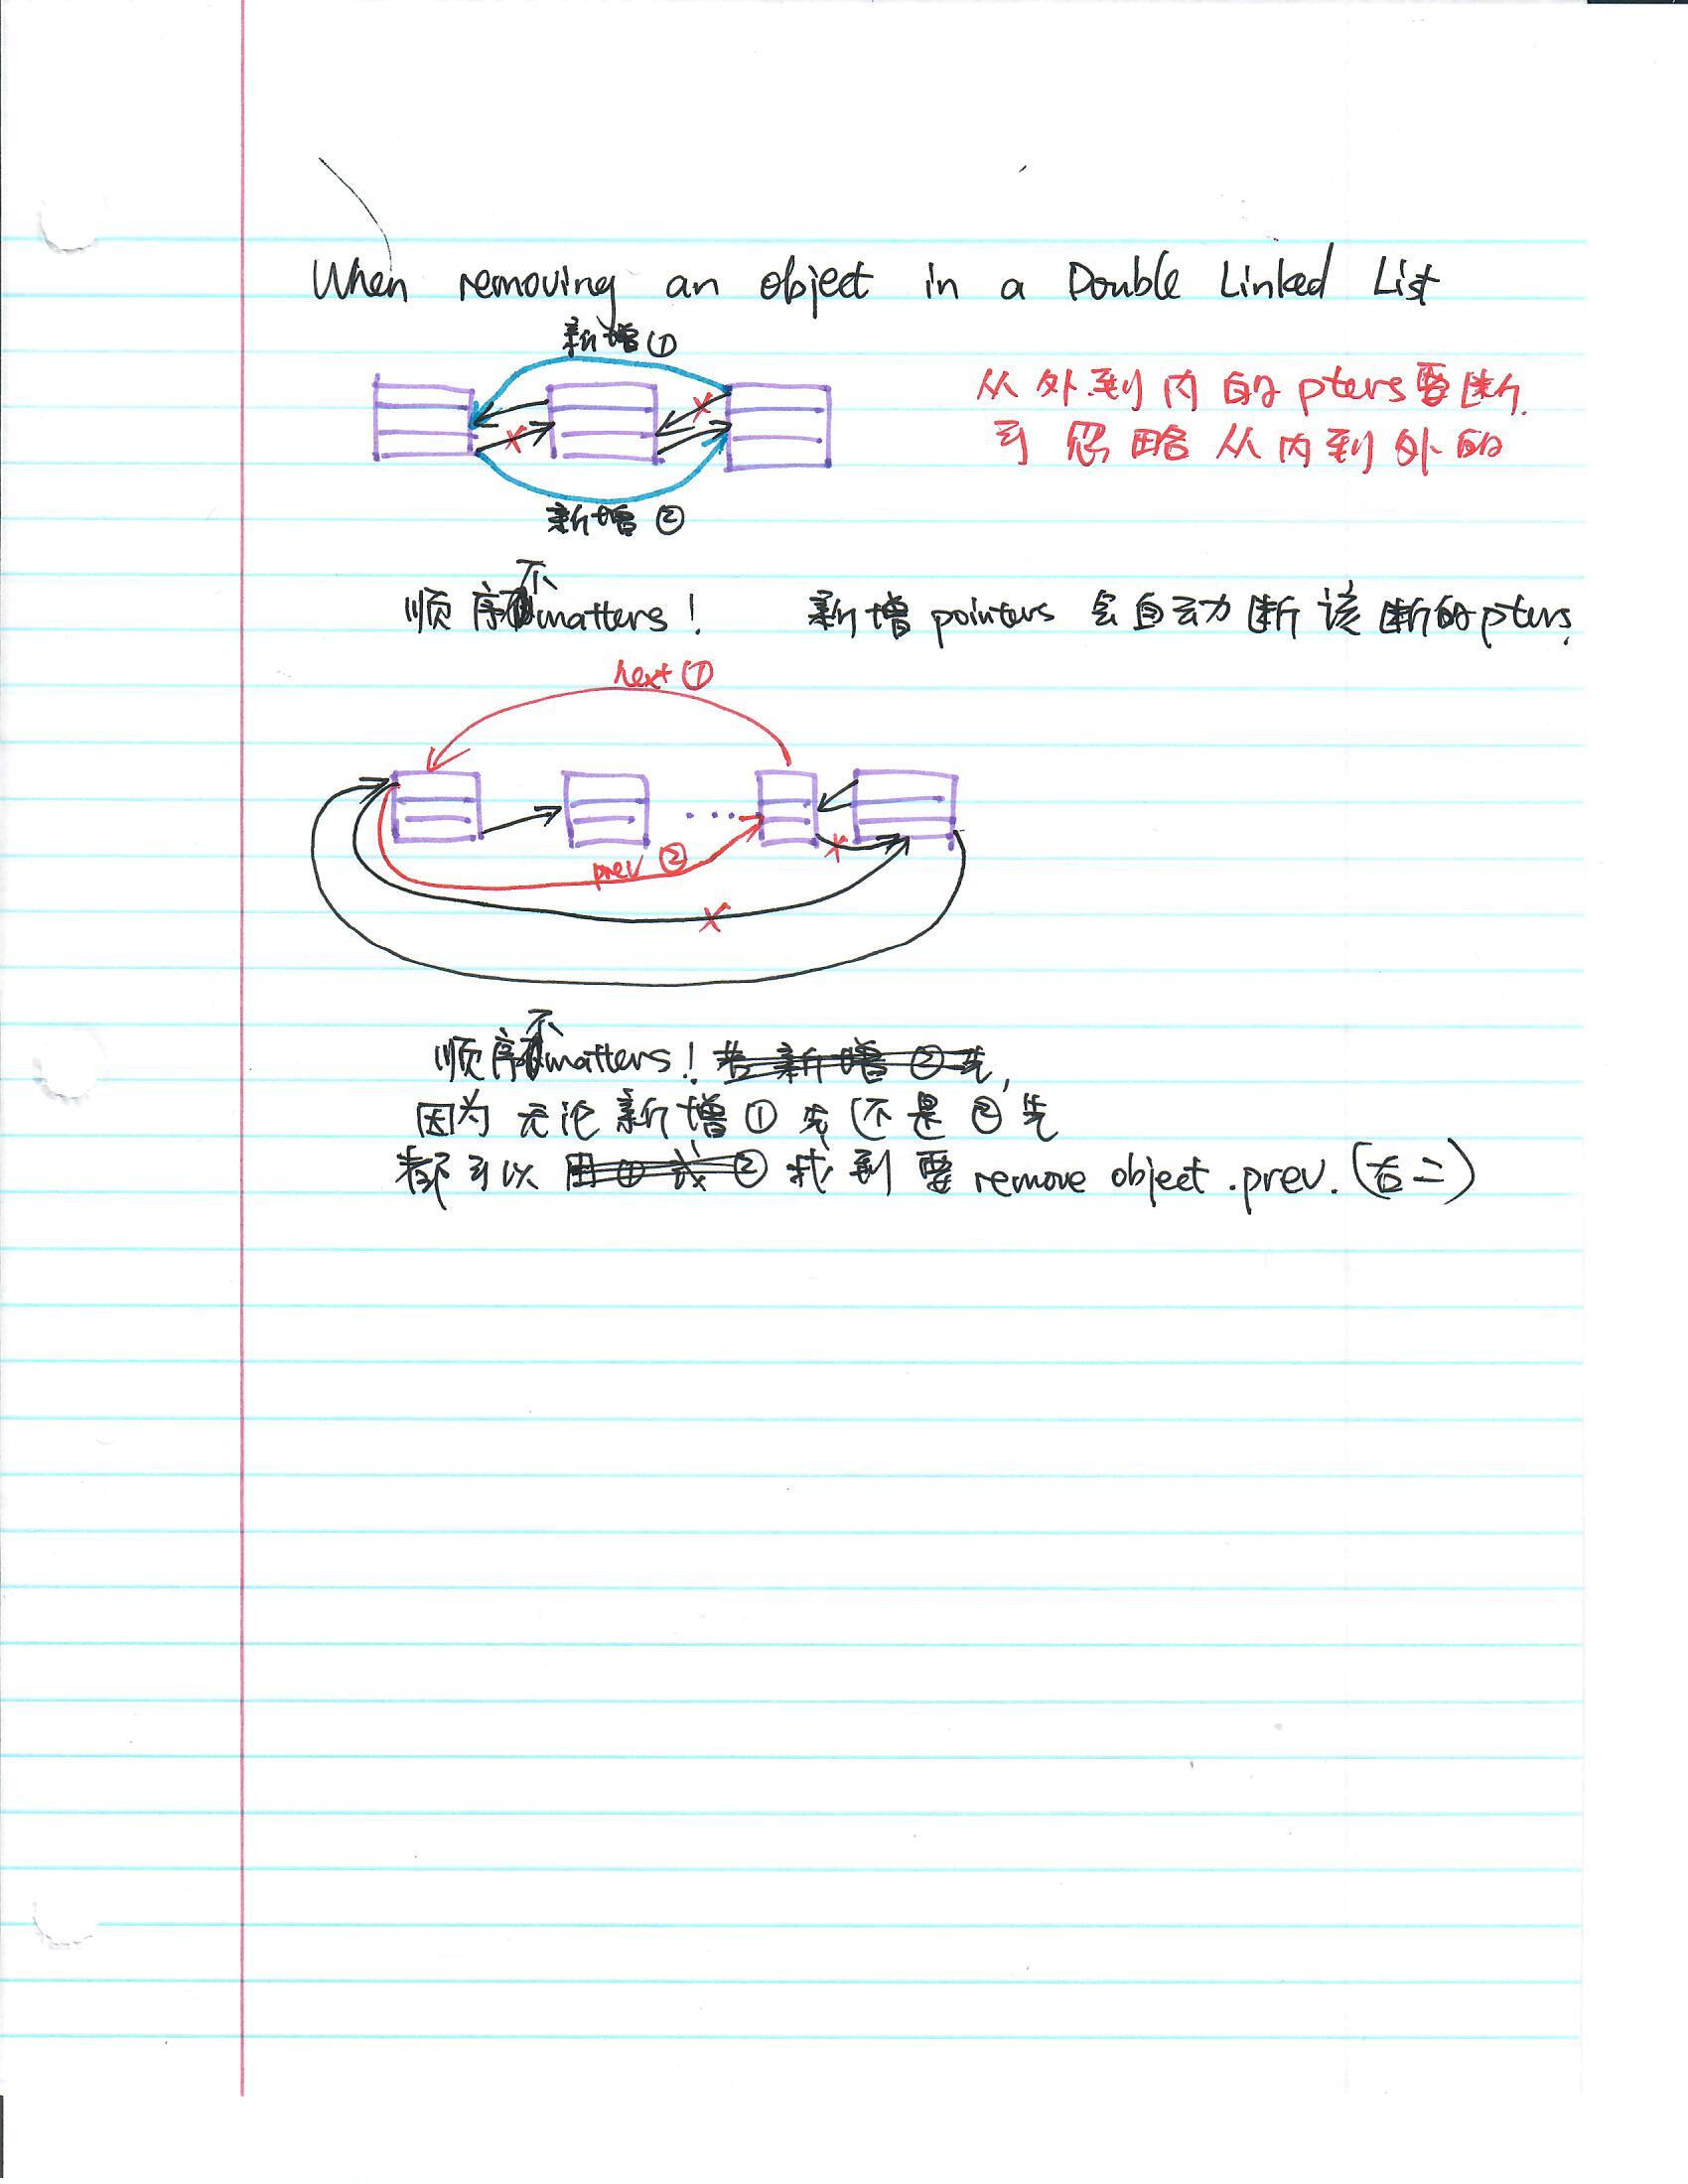 When removing an object in a Double Linked List
新增①
从外到内的pters要断.
可忽略从内到外的
新增②
顺序不matters!
新增pointers会自动断该断的pters.
next①
prev②
顺序不matters! 若新增②先,
因为无论新增①先还是②先
都可以用①或②找到要remove object.prev.(右二)